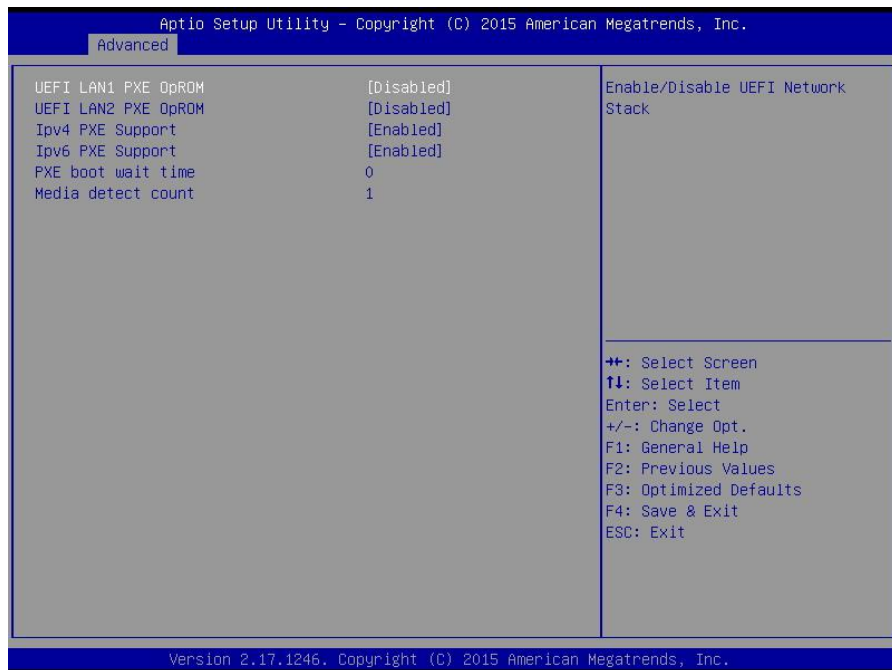 Aptio Setup Utility – Copyright (C) 2015 American Megatrends, Inc.
Advanced
UEFI LAN1 PXE OpROM [Disabled]
UEFI LAN2 PXE OpROM [Disabled]
Ipv4 PXE Support [Enabled]
Ipv6 PXE Support [Enabled]
PXE boot wait time 0
Media detect count 1
Enable/Disable UEFI Network
Stack
→←: Select Screen
↑↓: Select Item
Enter: Select
+/-: Change Opt.
F1: General Help
F2: Previous Values
F3: Optimized Defaults
F4: Save & Exit
ESC: Exit
Version 2.17.1246. Copyright (C) 2015 American Megatrends, Inc.